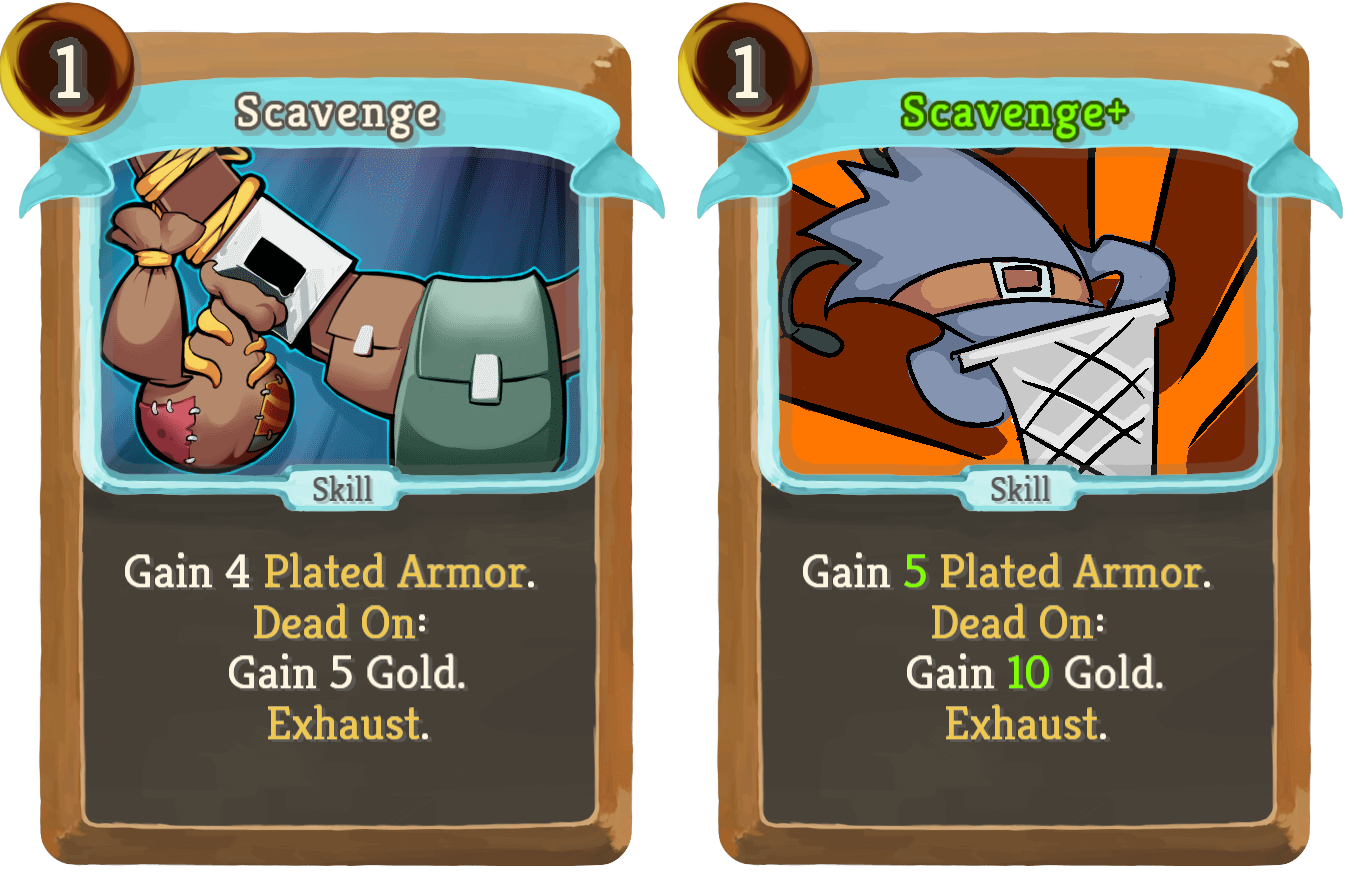 1
Scavenge
Skill
Gain 4 Plated Armor.
Dead On:
Gain 5 Gold.
Exhaust.
1
Scavenge+
Skill
Gain 5 Plated Armor.
Dead On:
Gain 10 Gold.
Exhaust.